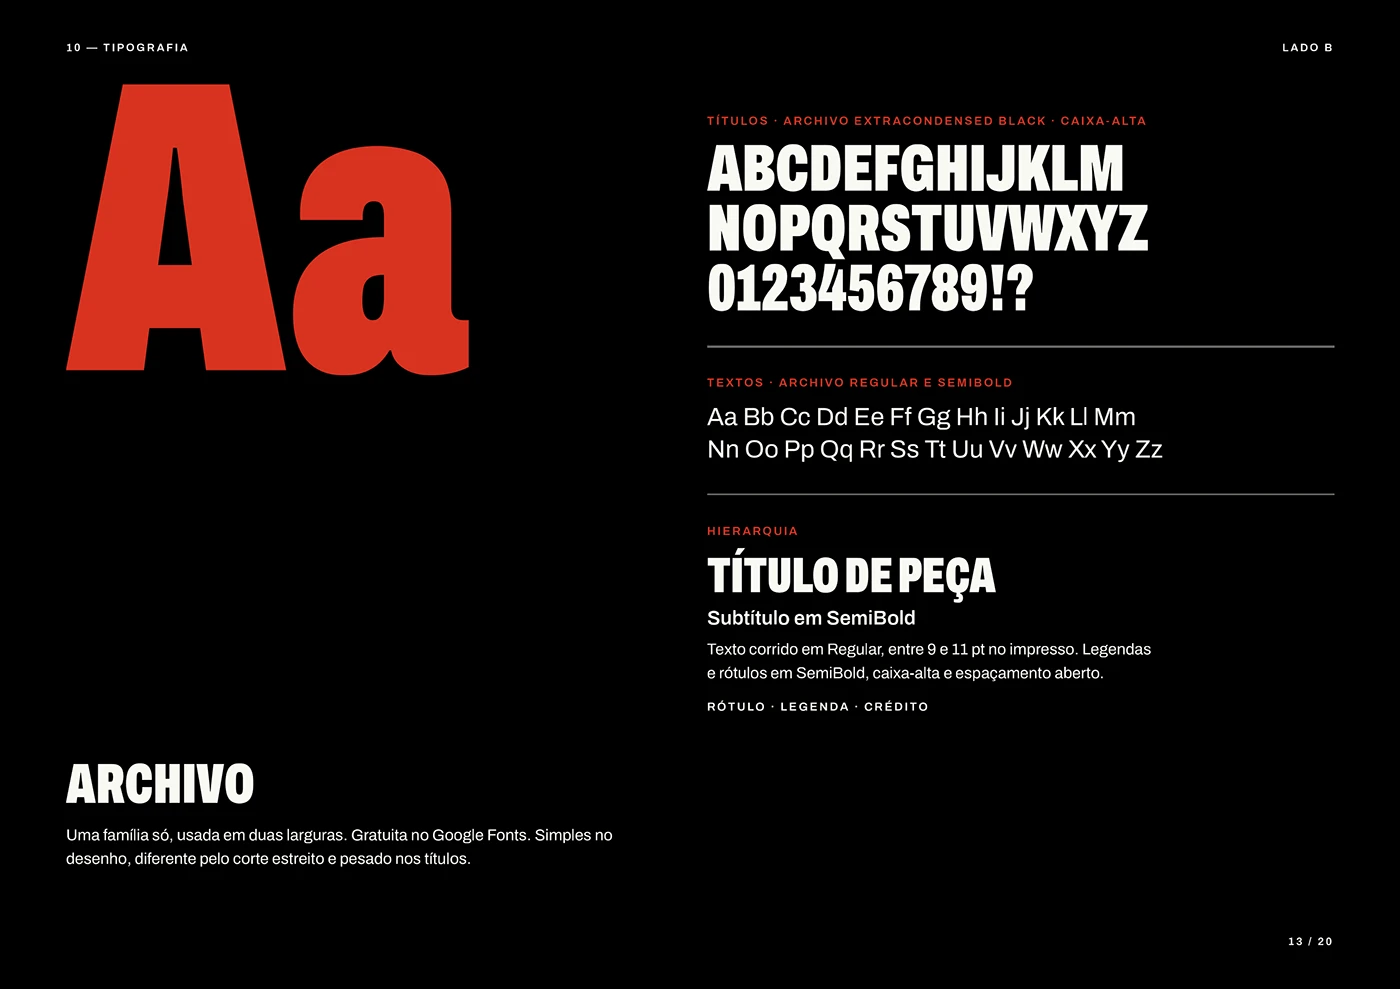 10 — TIPOGRAFIA
LADO B
Aa
TÍTULOS · ARCHIVO EXTRACONDENSED BLACK · CAIXA-ALTA
ABCDEFGHIJKLM
NOPQRSTUVWXYZ
0123456789!?
TEXTOS · ARCHIVO REGULAR E SEMIBOLD
Aa Bb Cc Dd Ee Ff Gg Hh Ii Jj Kk Ll Mm
Nn Oo Pp Qq Rr Ss Tt Uu Vv Ww Xx Yy Zz
HIERARQUIA
TÍTULO DE PEÇA
Subtítulo em SemiBold
Texto corrido em Regular, entre 9 e 11 pt no impresso. Legendas
e rótulos em SemiBold, caixa-alta e espaçamento aberto.
RÓTULO · LEGENDA · CRÉDITO
ARCHIVO
Uma família só, usada em duas larguras. Gratuita no Google Fonts. Simples no
desenho, diferente pelo corte estreito e pesado nos títulos.
13 / 20